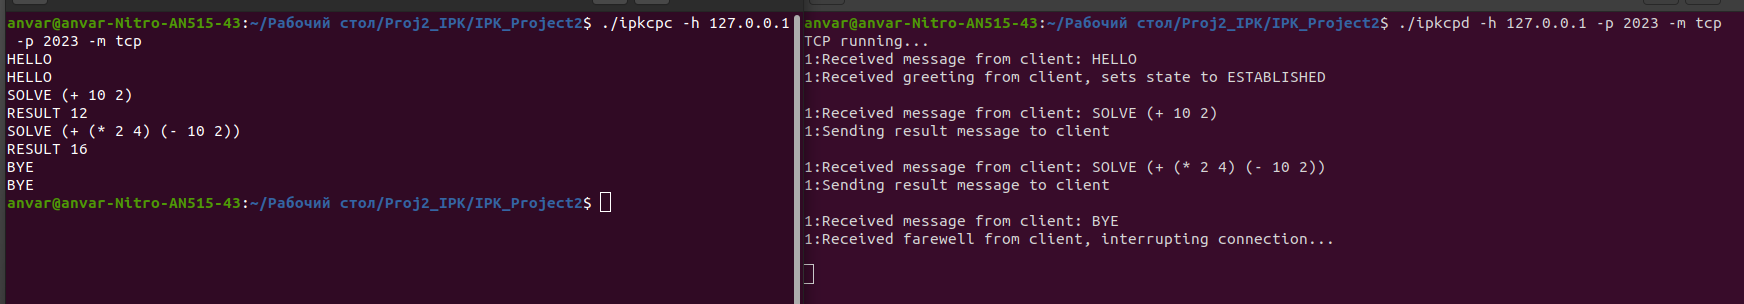 anvar@anvar-Nitro-AN515-43:~/Рабочий стол/Proj2_IPK/IPK_Project2$ ./ipkcpc -h 127.0.0.1
 -p 2023 -m tcp
HELLO
HELLO
SOLVE (+ 10 2)
RESULT 12
SOLVE (+ (* 2 4) (- 10 2))
RESULT 16
BYE
BYE
anvar@anvar-Nitro-AN515-43:~/Рабочий стол/Proj2_IPK/IPK_Project2$
anvar@anvar-Nitro-AN515-43:~/Рабочий стол/Proj2_IPK/IPK_Project2$ ./ipkcpd -h 127.0.0.1 -p 2023 -m tcp
TCP running...
1:Received message from client: HELLO
1:Received greeting from client, sets state to ESTABLISHED
1:Received message from client: SOLVE (+ 10 2)
1:Sending result message to client
1:Received message from client: SOLVE (+ (* 2 4) (- 10 2))
1:Sending result message to client
1:Received message from client: BYE
1:Received farewell from client, interrupting connection...